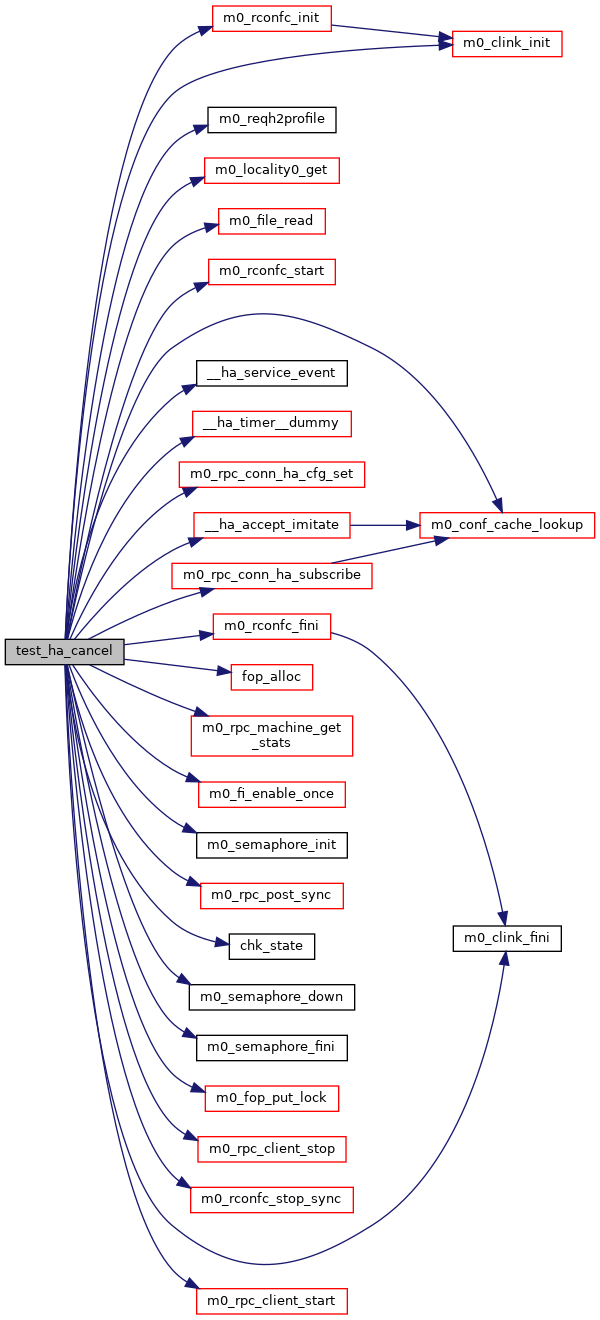 m0_rconfc_init
m0_clink_init
m0_reqh2profile
m0_locality0_get
m0_file_read
m0_rconfc_start
__ha_service_event
__ha_timer__dummy
m0_rpc_conn_ha_cfg_set
__ha_accept_imitate
m0_conf_cache_lookup
m0_rpc_conn_ha_subscribe
m0_rconfc_fini
test_ha_cancel
fop_alloc
m0_rpc_machine_get
_stats
m0_fi_enable_once
m0_semaphore_init
m0_rpc_post_sync
chk_state
m0_clink_fini
m0_semaphore_down
m0_semaphore_fini
m0_fop_put_lock
m0_rpc_client_stop
m0_rconfc_stop_sync
m0_rpc_client_start